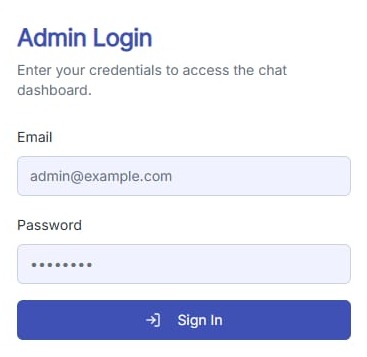 Admin Login
Enter your credentials to access the chat
dashboard.
Email
admin@example.com
Password
••••••••
Sign In